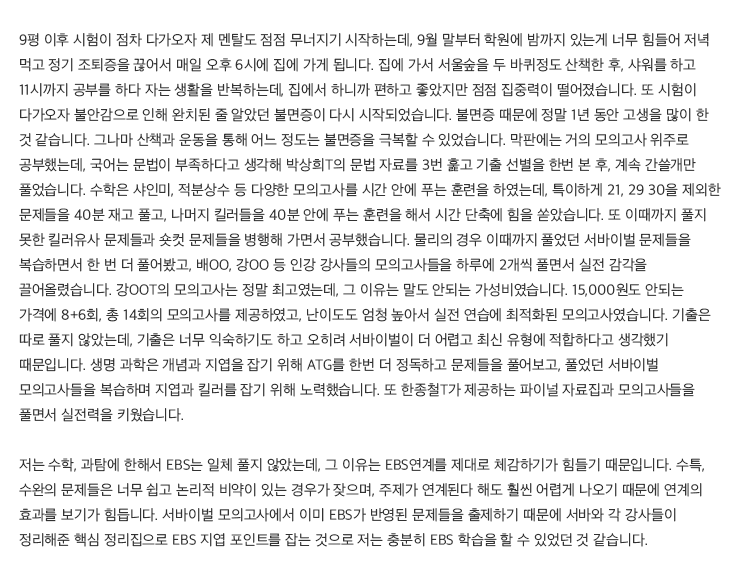 9평 이후 시험이 점차 다가오자 제 멘탈도 점점 무너지기 시작하는데, 9월 말부터 학원에 밤까지 있는게 너무 힘들어 저녁
먹고 정기 조퇴증을 끊어서 매일 오후 6시에 집에 가게 됩니다. 집에 가서 서울숲을 두 바퀴정도 산책한 후, 샤워를 하고
11시까지 공부를 하다 자는 생활을 반복하는데, 집에서 하니까 편하고 좋았지만 점점 집중력이 떨어졌습니다. 또 시험이
다가오자 불안감으로 인해 완치된 줄 알았던 불면증이 다시 시작되었습니다. 불면증 때문에 정말 1년 동안 고생을 많이 한
것 같습니다. 그나마 산책과 운동을 통해 어느 정도는 불면증을 극복할 수 있었습니다. 막판에는 거의 모의고사 위주로
공부했는데, 국어는 문법이 부족하다고 생각해 박상희T의 문법 자료를 3번 훑고 기출 선별을 한번 본 후, 계속 간쓸개만
풀었습니다. 수학은 샤인미, 적분상수 등 다양한 모의고사를 시간 안에 푸는 훈련을 하였는데, 특이하게 21, 29 30을 제외한
문제들을 40분 재고 풀고, 나머지 킬러들을 40분 안에 푸는 훈련을 해서 시간 단축에 힘을 쏟았습니다. 또 이때까지 풀지
못한 킬러유사 문제들과 숏컷 문제들을 병행해 가면서 공부했습니다. 물리의 경우 이때까지 풀었던 서바이벌 문제들을
복습하면서 한 번 더 풀어봤고, 배OO, 강OO 등 인강 강사들의 모의고사들을 하루에 2개씩 풀면서 실전 감각을
끌어올렸습니다. 강OOT의 모의고사는 정말 최고였는데, 그 이유는 말도 안되는 가성비였습니다. 15,000원도 안되는
가격에 8+6회, 총 14회의 모의고사를 제공하였고, 난이도도 엄청 높아서 실전 연습에 최적화된 모의고사였습니다. 기출은
따로 풀지 않았는데, 기출은 너무 익숙하기도 하고 오히려 서바이벌이 더 어렵고 최신 유형에 적합하다고 생각했기
때문입니다. 생명 과학은 개념과 지엽을 잡기 위해 ATG를 한번 더 정독하고 문제들을 풀어보고, 풀었던 서바이벌
모의고사들을 복습하며 지엽과 킬러를 잡기 위해 노력했습니다. 또 한종철T가 제공하는 파이널 자료집과 모의고사들을
풀면서 실전력을 키웠습니다.
저는 수학, 과탐에 한해서 EBS는 일체 풀지 않았는데, 그 이유는 EBS연계를 제대로 체감하기가 힘들기 때문입니다. 수특,
수완의 문제들은 너무 쉽고 논리적 비약이 있는 경우가 잦으며, 주제가 연계된다 해도 훨씬 어렵게 나오기 때문에 연계의
효과를 보기가 힘듭니다. 서바이벌 모의고사에서 이미 EBS가 반영된 문제들을 출제하기 때문에 서바와 각 강사들이
정리해준 핵심 정리집으로 EBS 지엽 포인트를 잡는 것으로 저는 충분히 EBS 학습을 할 수 있었던 것 같습니다.